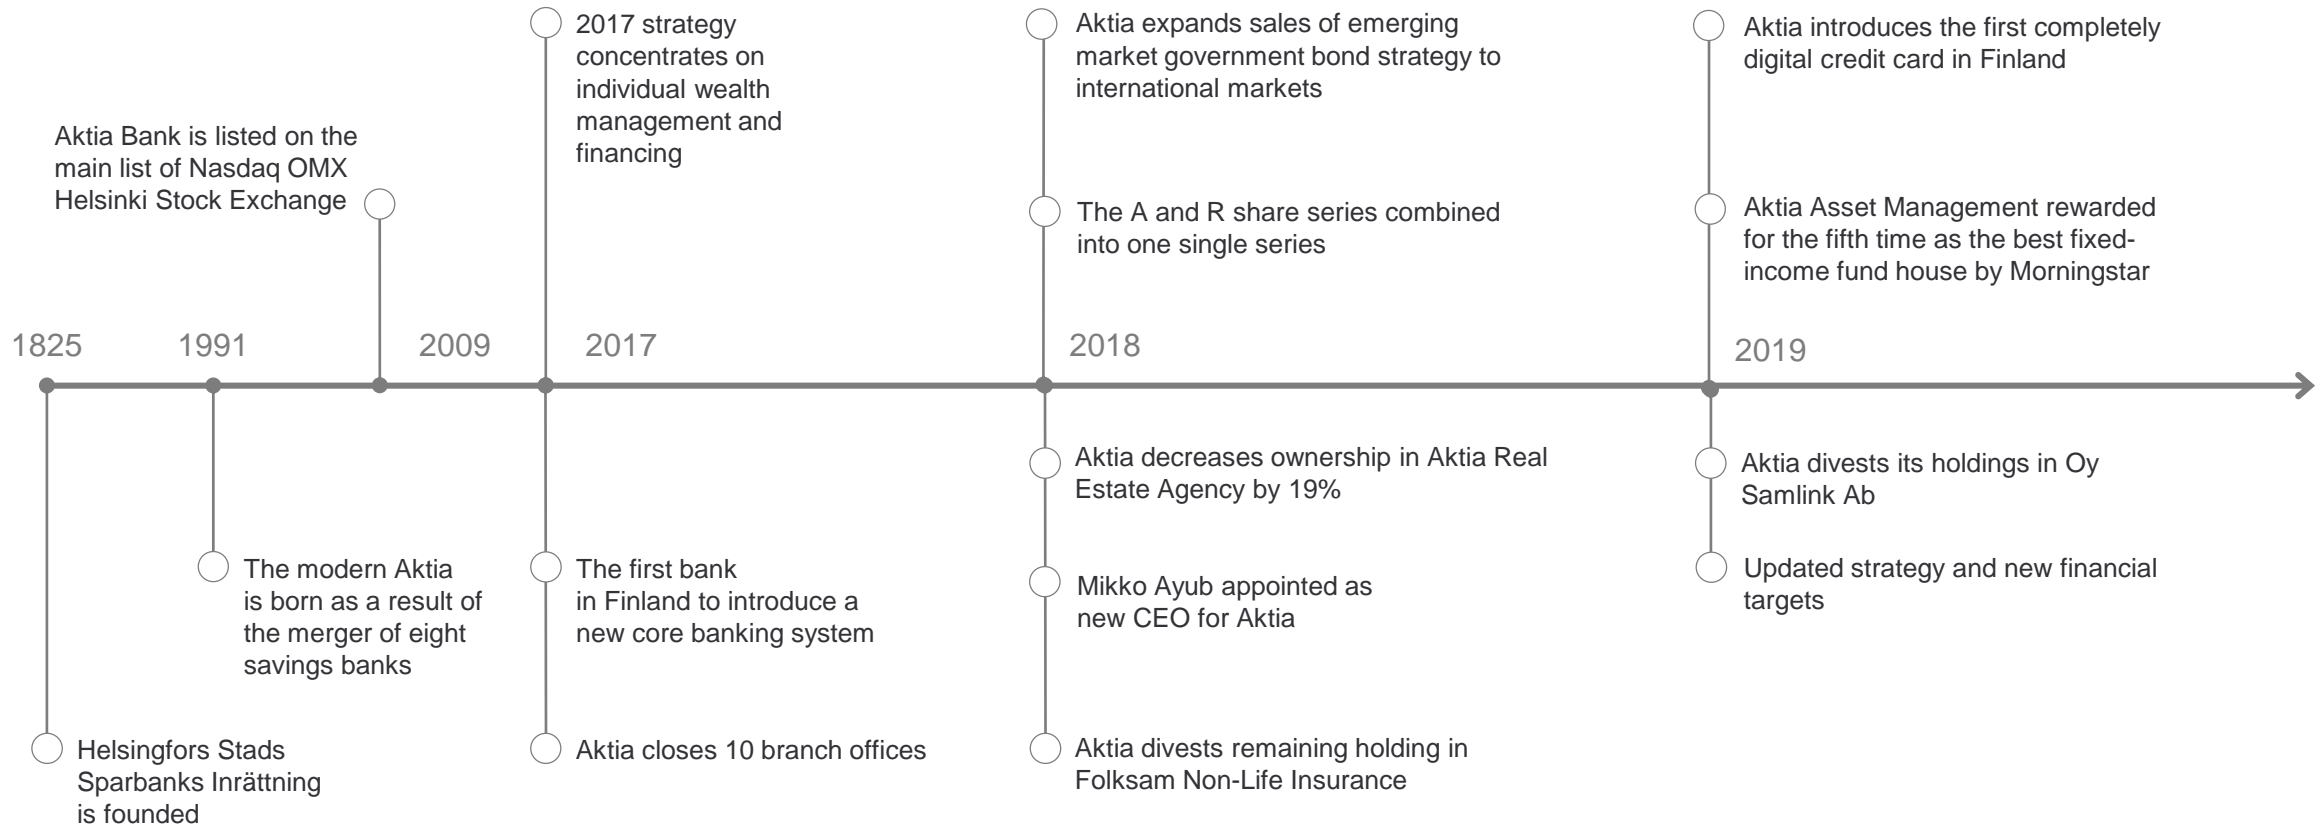 2017 strategy
concentrates on
individual wealth
management and
financing
Aktia expands sales of emerging
market government bond strategy to
international markets
Aktia introduces the first completely
digital credit card in Finland
Aktia Bank is listed on the
main list of Nasdaq OMX
Helsinki Stock Exchange
The A and R share series combined
into one single series
Aktia Asset Management rewarded
for the fifth time as the best fixed-
income fund house by Morningstar
1825
1991
2009
2017
2018
2019
Aktia decreases ownership in Aktia Real
Estate Agency by 19%
Aktia divests its holdings in Oy
Samlink Ab
The modern Aktia
is born as a result of
the merger of eight
savings banks
The first bank
in Finland to introduce a
new core banking system
Mikko Ayub appointed as
new CEO for Aktia
Updated strategy and new financial
targets
Helsingfors Stads
Sparbanks Inrättning
is founded
Aktia closes 10 branch offices
Aktia divests remaining holding in
Folksam Non-Life Insurance